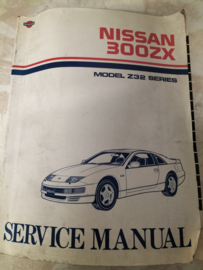 NISSAN
300ZX
MODEL Z32 SERIES
SERVICE MANUAL